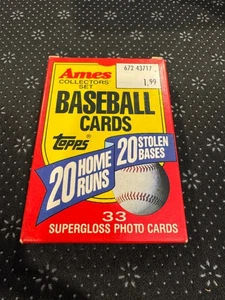 Ames
COLLECTORS
SET
672 43717
1.99
BASEBALL
CARDS
Topps®
20 HOME
RUNS
20 STOLEN
BASES
33
SUPERGLOSS PHOTO CARDS